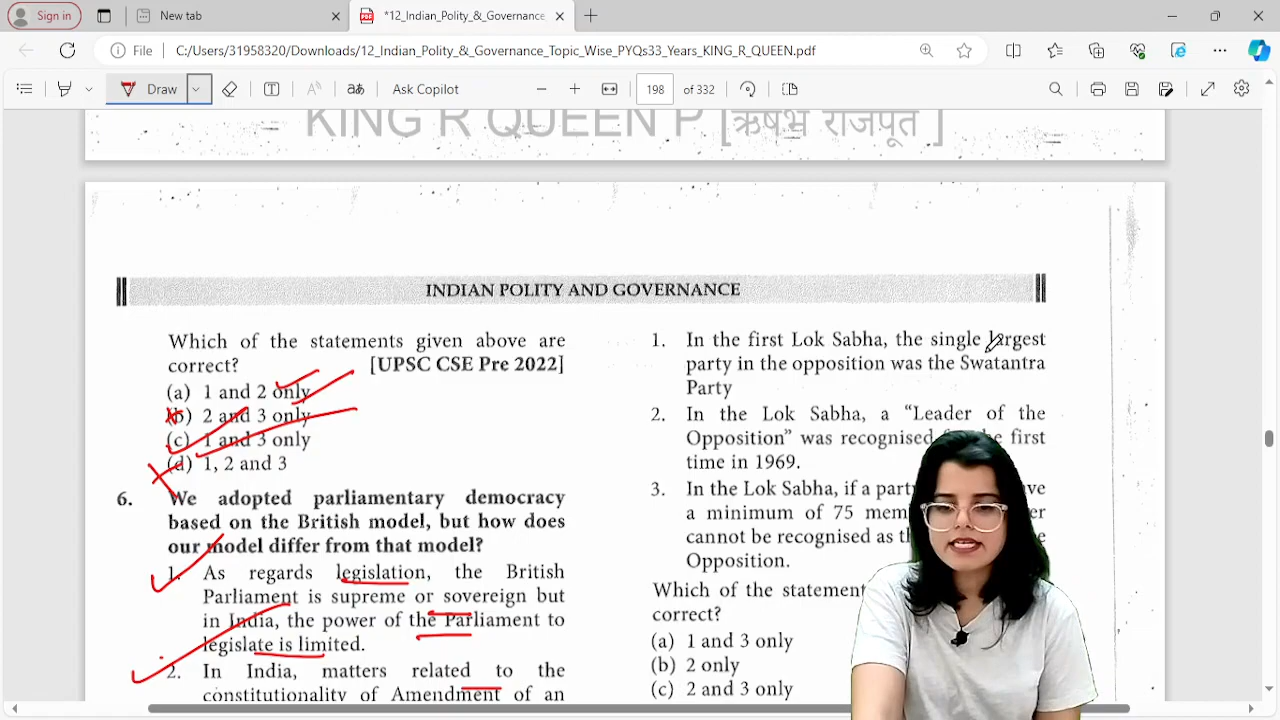 Sign in
New tab
*12_Indian_Polity_&_Governance
File
C:/Users/31958320/Downloads/12_Indian_Polity_&_Governance_Topic_Wise_PYQs33_Years_KING_R_QUEEN.pdf
Draw
Ask Copilot
198 of 332
KING R QUEEN P [ऋषभ राजपूत ]
INDIAN POLITY AND GOVERNANCE
Which of the statements given above are
correct? [UPSC CSE Pre 2022]
(a) 1 and 2 only
(b) 2 and 3 only
(c) 1 and 3 only
(d) 1, 2 and 3
6. We adopted parliamentary democracy
based on the British model, but how does
our model differ from that model?
1. As regards legislation, the British
Parliament is supreme or sovereign but
in India, the power of the Parliament to
legislate is limited.
2. In India, matters related to the
constitutionality of Amendment of an
1. In the first Lok Sabha, the single largest
party in the opposition was the Swatantra
Party
2. In the Lok Sabha, a “Leader of the
Opposition” was recognised first
time in 1969.
3. In the Lok Sabha, if a party
a minimum of 75
cannot be recognised as
Opposition.
Which of the
correct?
(a) 1 and 3 only
(b) 2 only
(c) 2 and 3 only